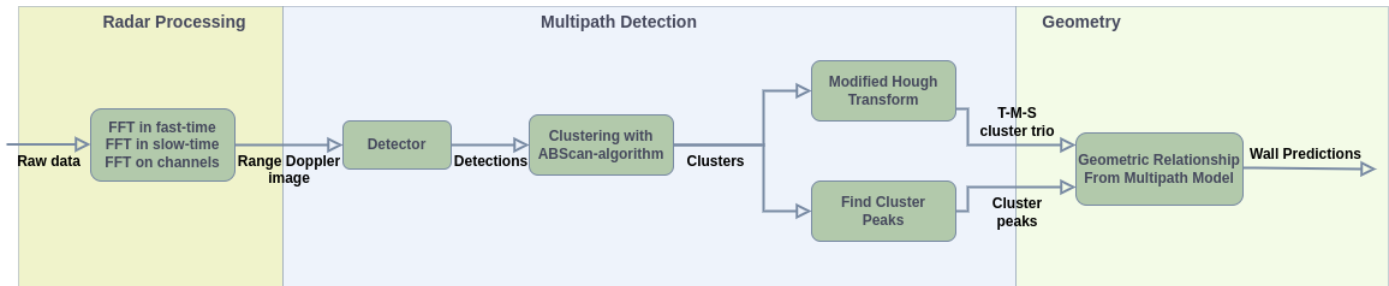 Radar Processing
Multipath Detection
Geometry
Raw data
FFT in fast-time
FFT in slow-time
FFT on channels
Range Doppler
image
Detector
Detections
Clustering with
ABScan-algorithm
Clusters
Modified Hough
Transform
Find Cluster
Peaks
T-M-S
cluster trio
Cluster
peaks
Geometric Relationship
From Multipath Model
Wall Predictions